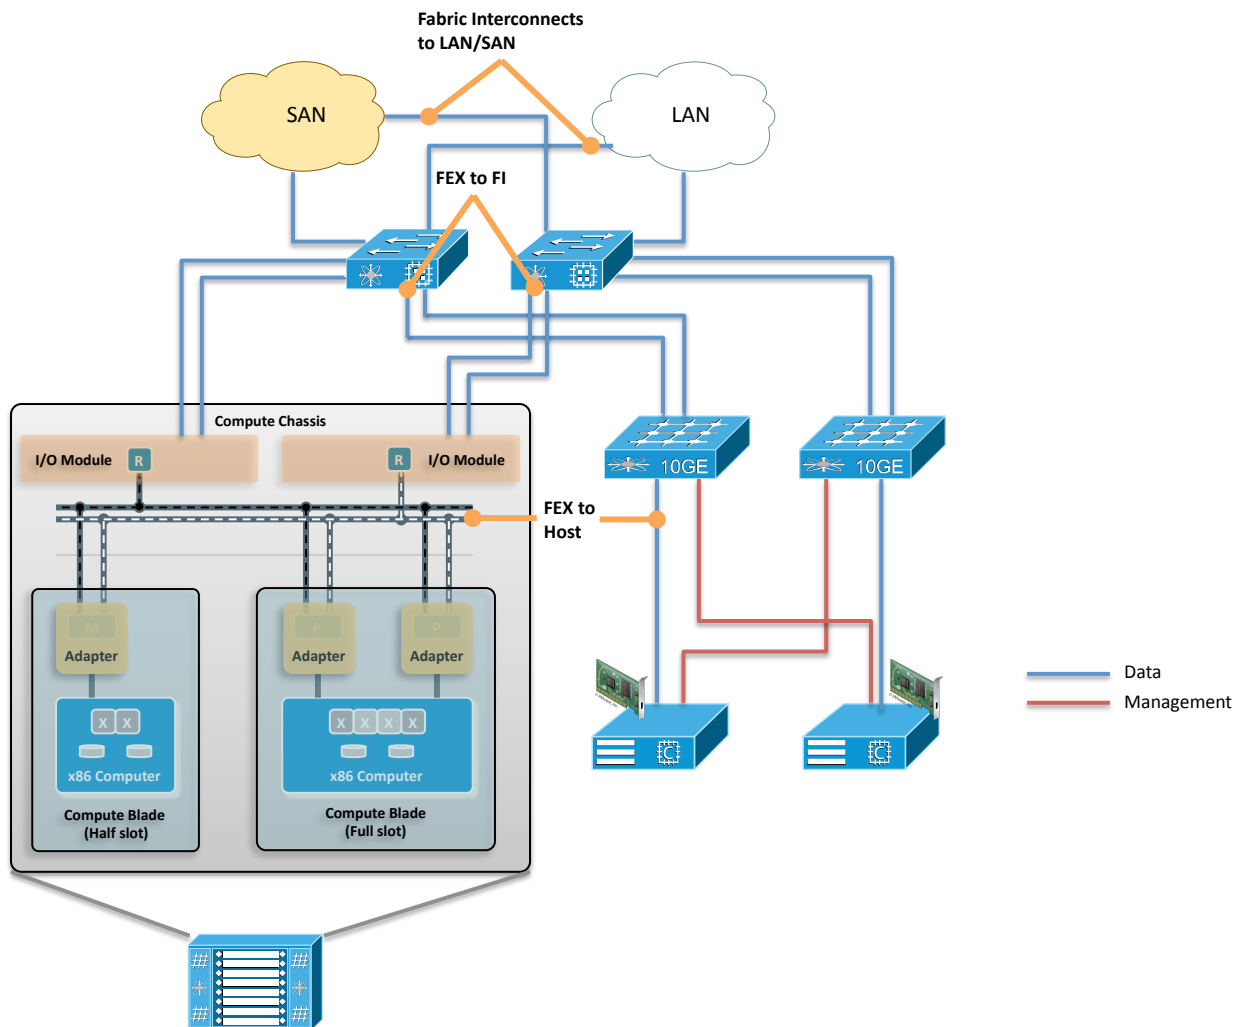 Fabric Interconnects
to LAN/SAN
SAN
LAN
FEX to FI
Compute Chassis
I/O Module
R
R
I/O Module
10GE
10GE
FEX to
Host
M
P
P
Adapter
Adapter
Adapter
X X
X X X X
x86 Computer
x86 Computer
Compute Blade
(Half slot)
Compute Blade
(Full slot)
C
C
Data
Management